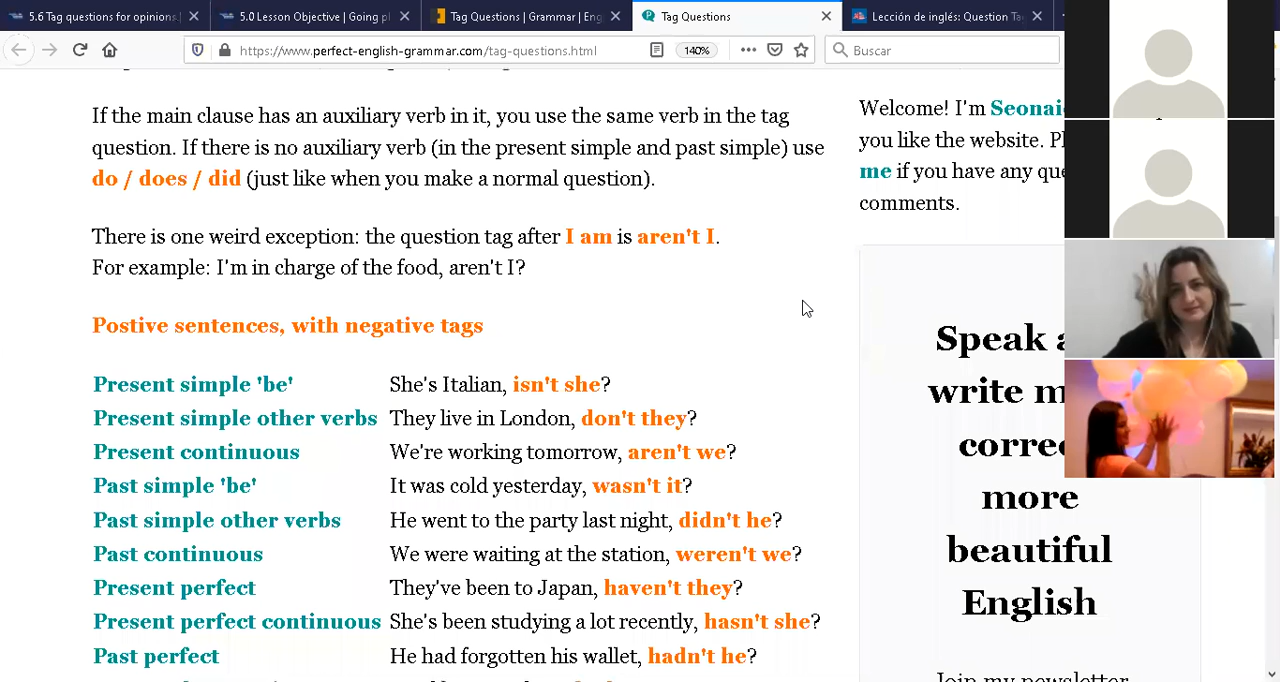 5.6 Tag questions for opinions.
5.0 Lesson Objective | Going pl
Tag Questions | Grammar | Eng
Tag Questions
Lección de inglés: Question Ta
https://www.perfect-english-grammar.com/tag-questions.html
140%
Buscar
If the main clause has an auxiliary verb in it, you use the same verb in the tag
question. If there is no auxiliary verb (in the present simple and past simple) use
do / does / did (just like when you make a normal question).
There is one weird exception: the question tag after I am is aren't I.
For example: I'm in charge of the food, aren't I?
Postive sentences, with negative tags
Present simple 'be' She's Italian, isn't she?
Present simple other verbs They live in London, don't they?
Present continuous We're working tomorrow, aren't we?
Past simple 'be' It was cold yesterday, wasn't it?
Past simple other verbs He went to the party last night, didn't he?
Past continuous We were waiting at the station, weren't we?
Present perfect They've been to Japan, haven't they?
Present perfect continuous She's been studying a lot recently, hasn't she?
Past perfect He had forgotten his wallet, hadn't he?
Welcome! I'm Seonai
you like the website. Pl
me if you have any que
comments.
Speak a
write m
corre
more
beautiful
English
Join my newsletter